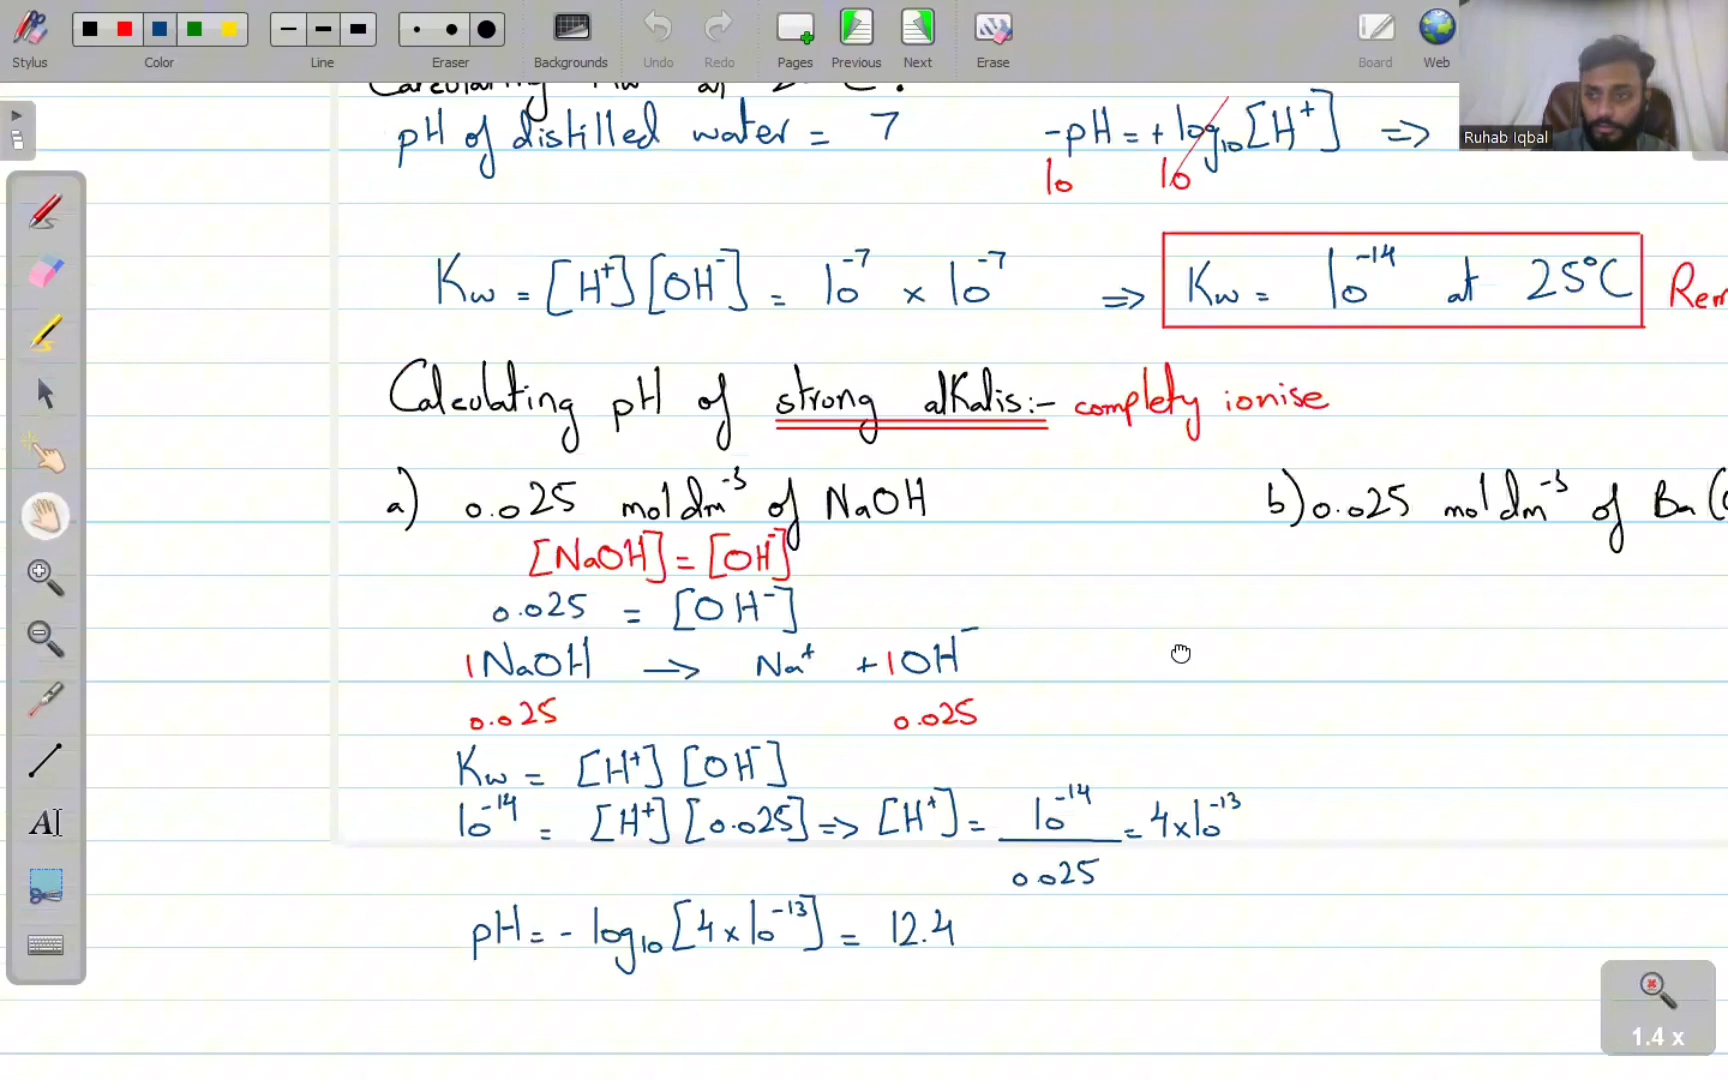 Stylus Color Line Eraser Backgrounds Undo Redo Pages Previous Next Erase Board Web
Ruhab Iqbal
pH of distilled water = 7 -pH = + log10 [H+] =>
10 10
Kw = [H+] [OH-] = 10^-7 x 10^-7 => Kw = 10^-14 at 25°C
Calculating pH of strong alkalis:- complety ionise
a) 0.025 mol dm^-3 of NaOH b) 0.025 mol dm^-3 of Ba (
[NaOH] = [OH-]
0.025 = [OH-]
1NaOH → Na+ + 1OH-
0.025 0.025
Kw = [H+] [OH-]
10^-14 = [H+] [0.025] => [H+] = 10^-14 / 0.025 = 4x10^-13
pH = - log10 [4x10^-13] = 12.4
1.4 x